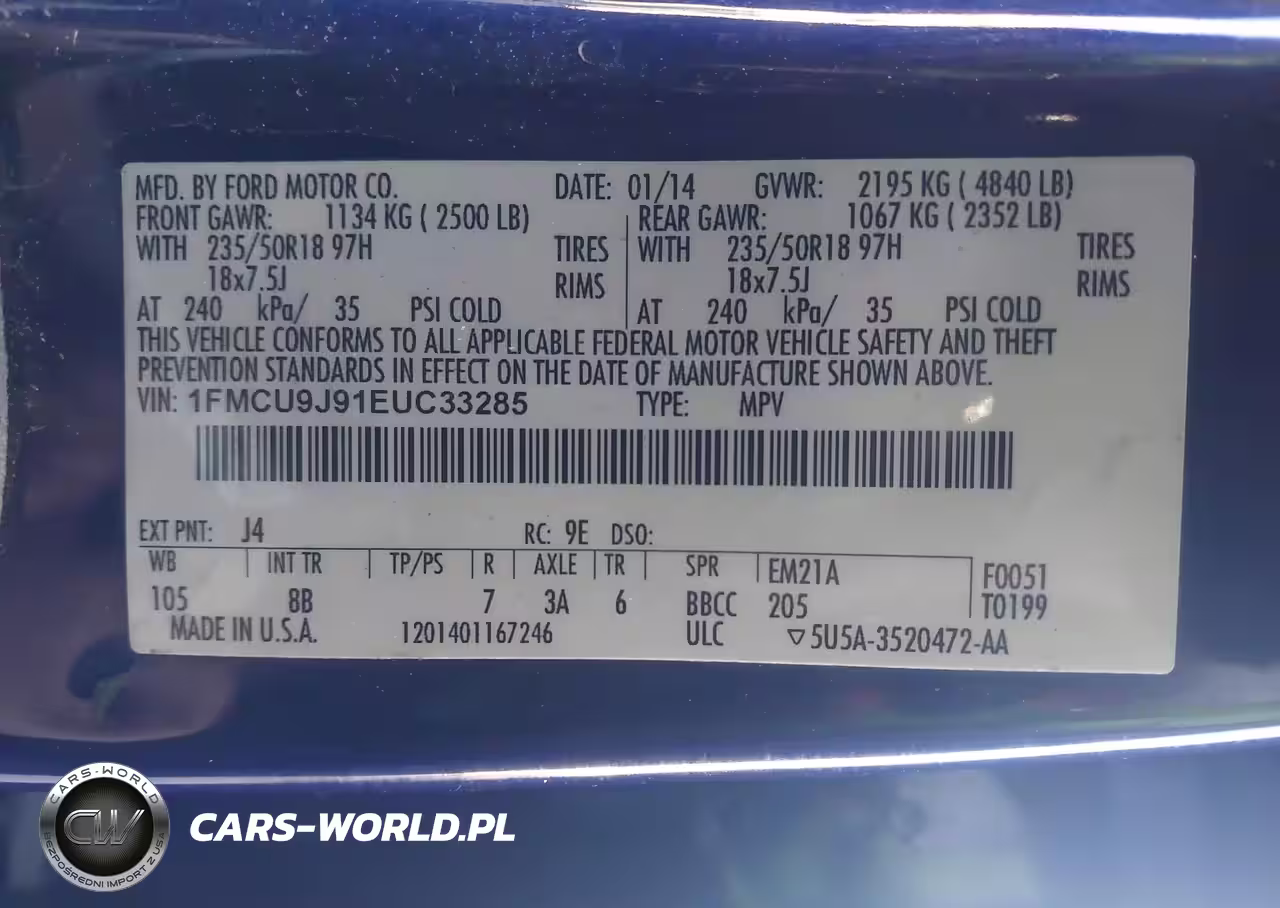 MFD. BY FORD MOTOR CO. DATE: 01/14 GVWR: 2195 KG ( 4840 LB)
FRONT GAWR: 1134 KG ( 2500 LB) REAR GAWR: 1067 KG ( 2352 LB)
WITH 235/50R18 97H TIRES WITH 235/50R18 97H TIRES
18x7.5J RIMS 18x7.5J RIMS
AT 240 kPa/ 35 PSI COLD AT 240 kPa/ 35 PSI COLD
THIS VEHICLE CONFORMS TO ALL APPLICABLE FEDERAL MOTOR VEHICLE SAFETY AND THEFT
PREVENTION STANDARDS IN EFFECT ON THE DATE OF MANUFACTURE SHOWN ABOVE.
VIN: 1FMCU9J91EUC33285 TYPE: MPV
EXT PNT: J4 RC: 9E DSO:
WB INT TR TP/PS R AXLE TR SPR EM21A F0051
105 8B 7 3A 6 BBCC 205 T0199
MADE IN U.S.A. 1201401167246 ULC ▽5U5A-3520472-AA
CARS-WORLD
CW
BEZPOŚREDNI IMPORT Z USA
CARS-WORLD.PL